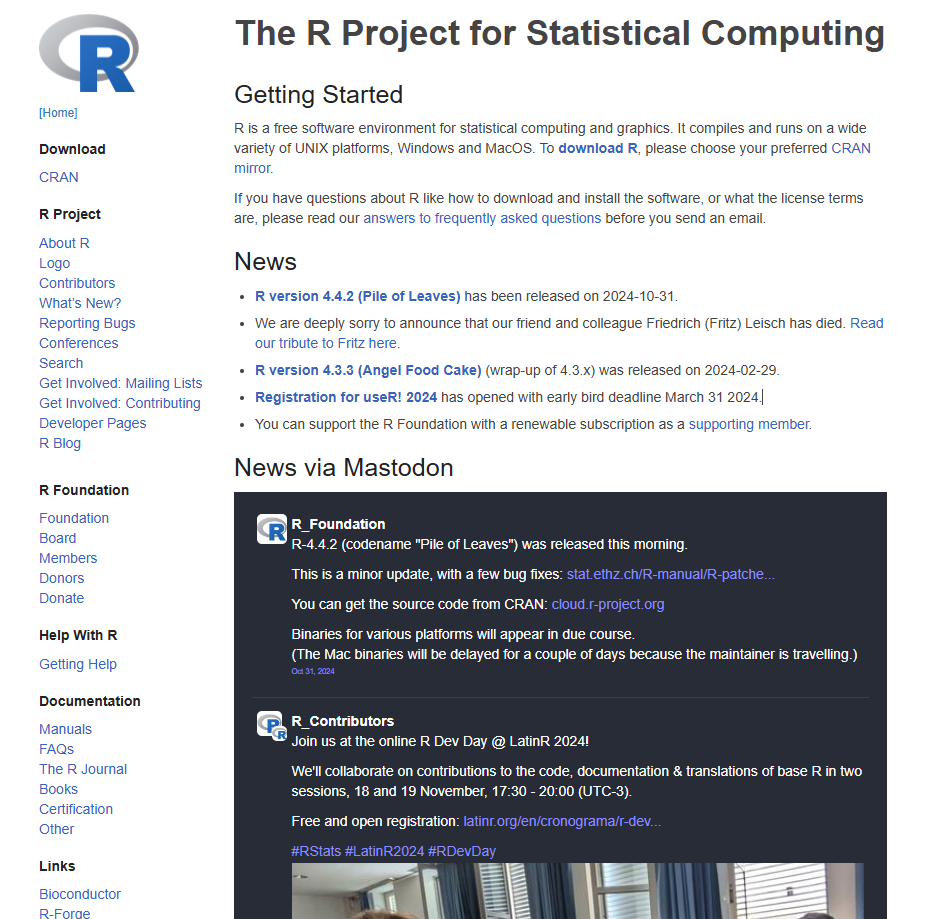 R
[Home]
Download
CRAN
R Project
About R
Logo
Contributors
What's New?
Reporting Bugs
Conferences
Search
Get Involved: Mailing Lists
Get Involved: Contributing
Developer Pages
R Blog
R Foundation
Foundation
Board
Members
Donors
Donate
Help With R
Getting Help
Documentation
Manuals
FAQs
The R Journal
Books
Certification
Other
Links
Bioconductor
R-Forge
The R Project for Statistical Computing
Getting Started
R is a free software environment for statistical computing and graphics. It compiles and runs on a wide
variety of UNIX platforms, Windows and MacOS. To download R, please choose your preferred CRAN
mirror.
If you have questions about R like how to download and install the software, or what the license terms
are, please read our answers to frequently asked questions before you send an email.
News
• R version 4.4.2 (Pile of Leaves) has been released on 2024-10-31.
• We are deeply sorry to announce that our friend and colleague Friedrich (Fritz) Leisch has died. Read
our tribute to Fritz here.
• R version 4.3.3 (Angel Food Cake) (wrap-up of 4.3.x) was released on 2024-02-29.
• Registration for useR! 2024 has opened with early bird deadline March 31 2024.
• You can support the R Foundation with a renewable subscription as a supporting member.
News via Mastodon
R R_Foundation
R-4.4.2 (codename "Pile of Leaves") was released this morning.
This is a minor update, with a few bug fixes: stat.ethz.ch/R-manual/R-patche...
You can get the source code from CRAN: cloud.r-project.org
Binaries for various platforms will appear in due course.
(The Mac binaries will be delayed for a couple of days because the maintainer is travelling.)
Oct 31, 2024
R R_Contributors
Join us at the online R Dev Day @ LatinR 2024!
We'll collaborate on contributions to the code, documentation & translations of base R in two
sessions, 18 and 19 November, 17:30 - 20:00 (UTC-3).
Free and open registration: latinr.org/en/cronograma/r-dev...
#RStats #LatinR2024 #RDevDay